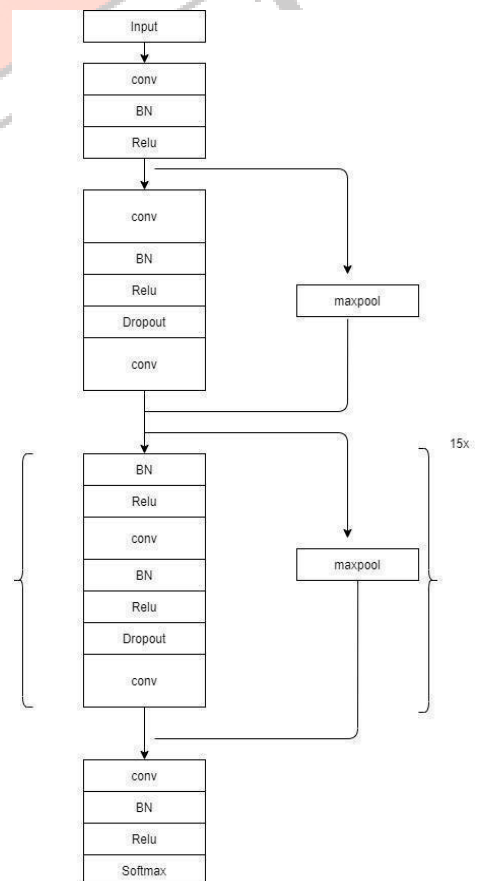 Input
conv
BN
Relu
conv
BN
Relu
Dropout
conv
maxpool
15x
BN
Relu
conv
BN
Relu
Dropout
conv
maxpool
conv
BN
Relu
Softmax